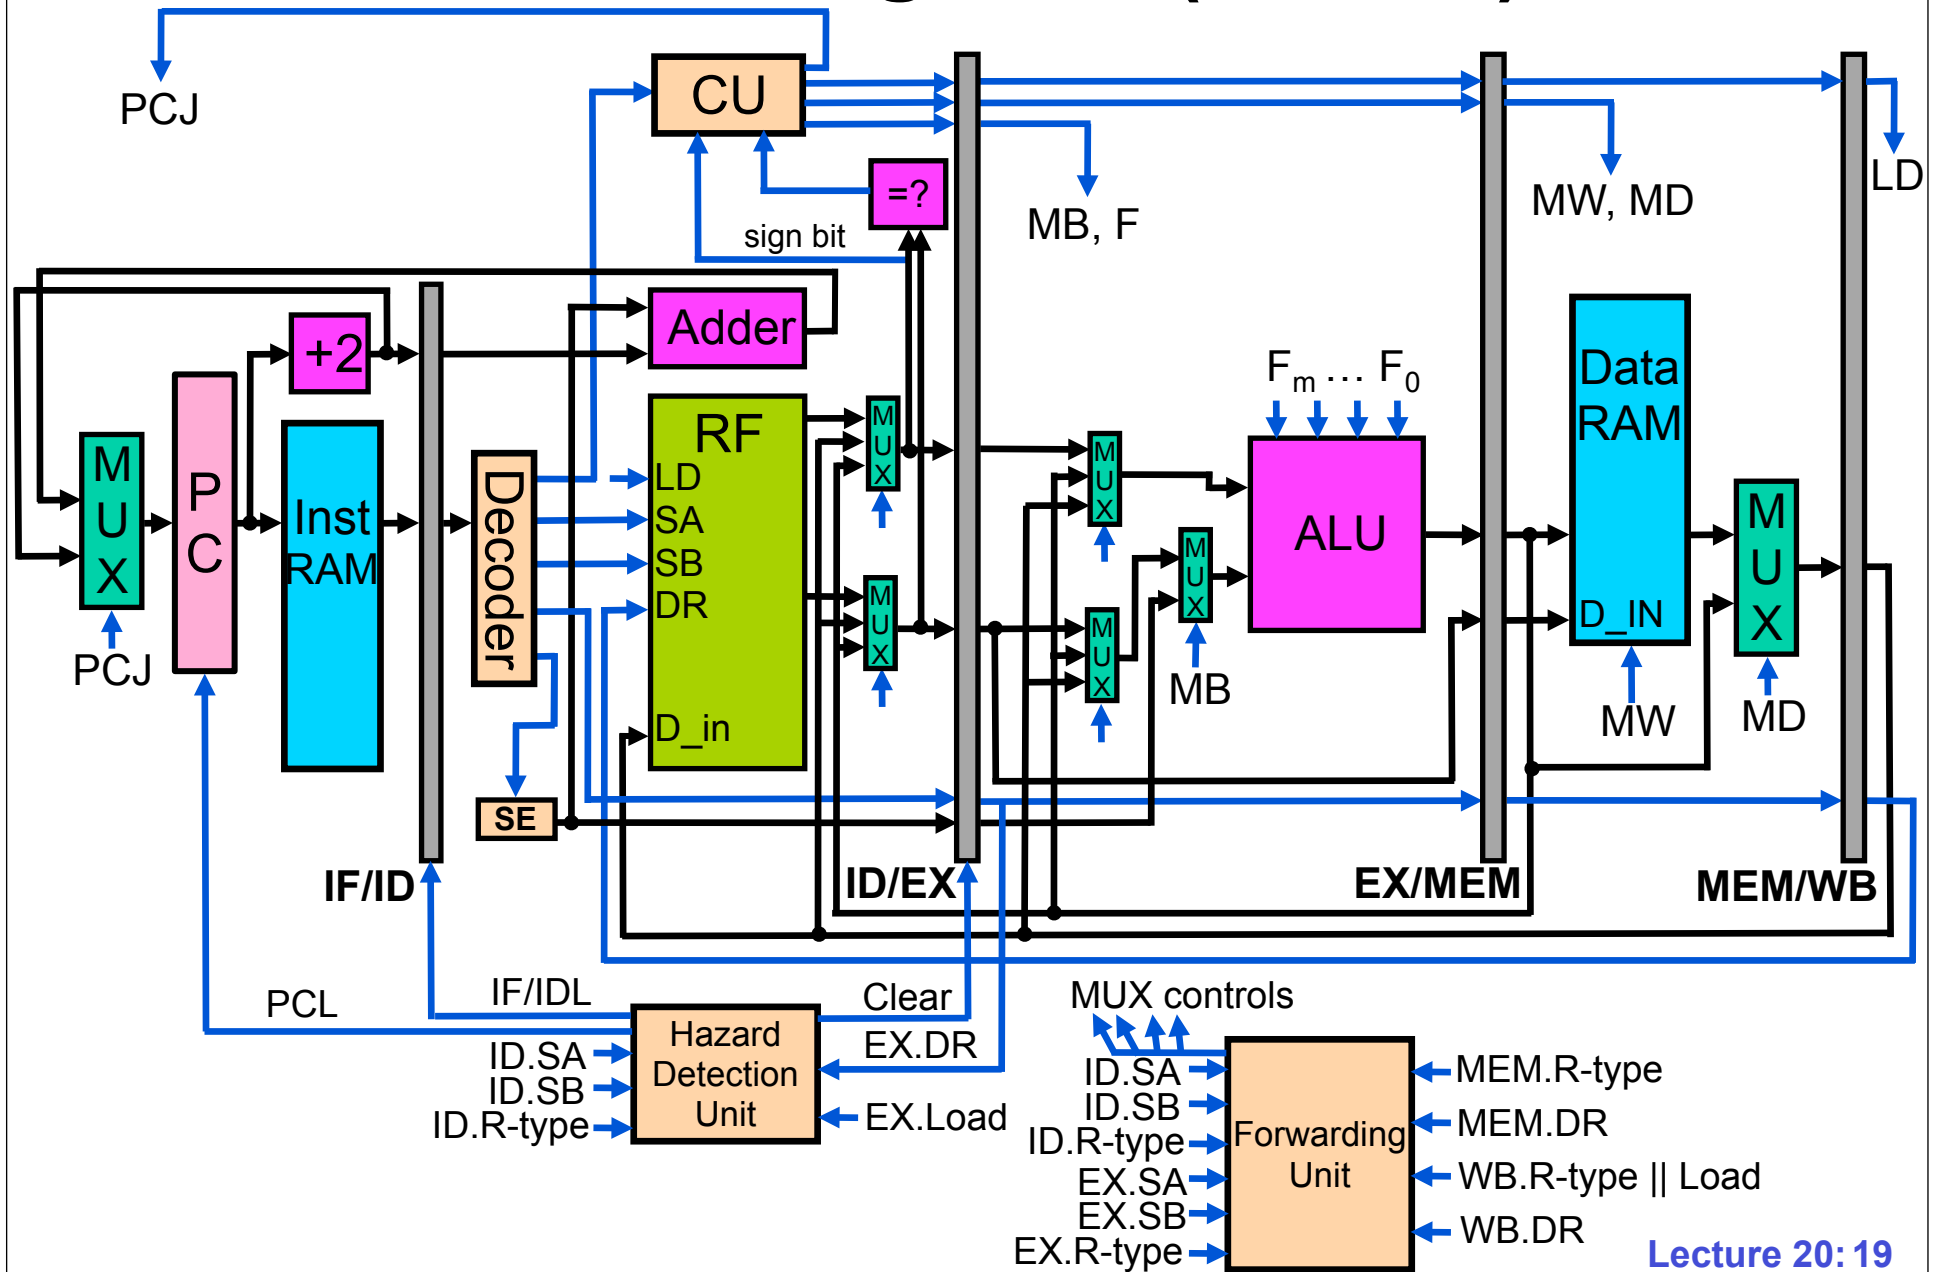 PCJ
CU
=?
sign bit
MB, F
MW, MD
LD
+2
Adder
MUX
PCJ
PC
Inst
RAM
Decoder
SE
RF
LD
SA
SB
DR
D_in
MUX
MUX
MUX
MUX
MUX
MB
Fm ... F0
ALU
Data
RAM
D_IN
MW
MUX
MD
IF/ID
ID/EX
EX/MEM
MEM/WB
PCL
IF/IDL
Clear
Hazard
Detection
Unit
ID.SA
ID.SB
ID.R-type
EX.DR
EX.Load
MUX controls
ID.SA
ID.SB
ID.R-type
EX.SA
EX.SB
EX.R-type
Forwarding
Unit
MEM.R-type
MEM.DR
WB.R-type || Load
WB.DR
Lecture 20: 19